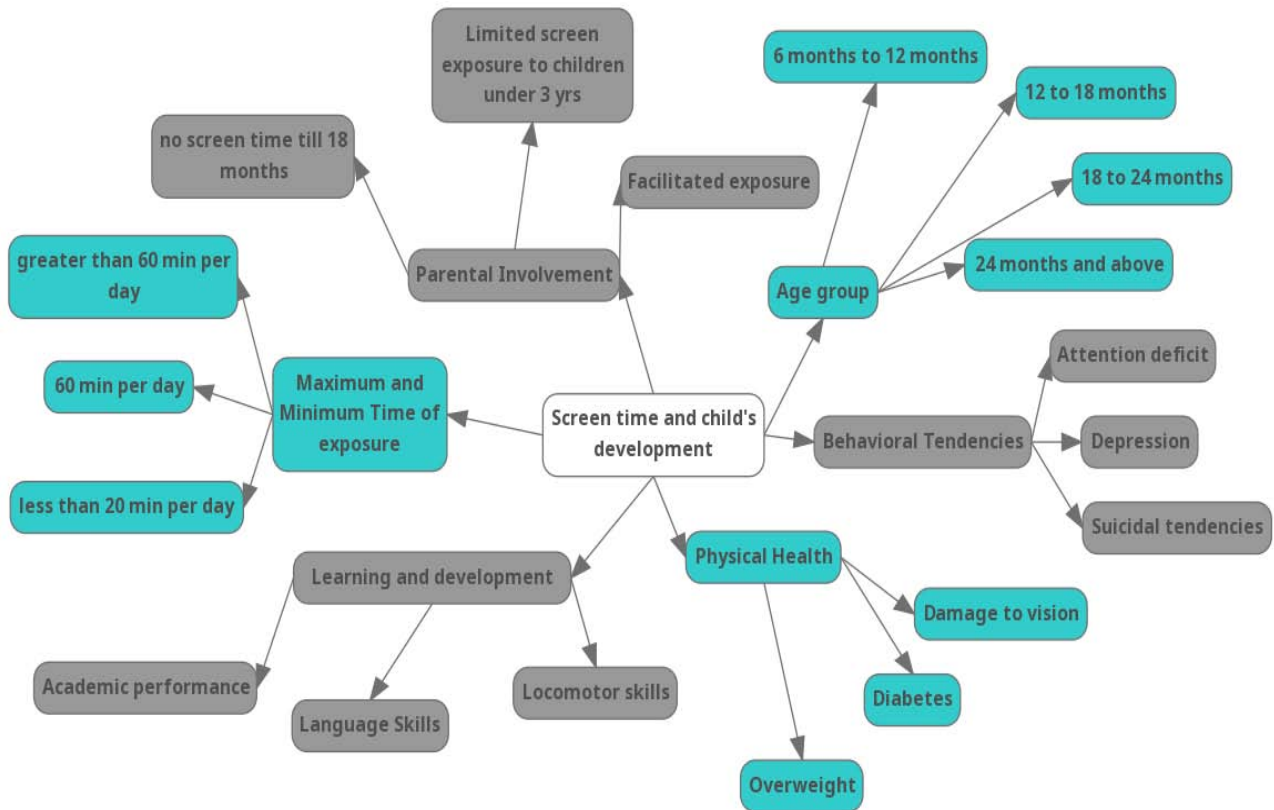 Limited screen
exposure to children
under 3 yrs
6 months to 12 months
12 to 18 months
no screen time till 18
months
Facilitated exposure
18 to 24 months
greater than 60 min per
day
Parental Involvement
Age group
24 months and above
Attention deficit
60 min per day
Maximum and
Minimum Time of
exposure
Screen time and child's
development
Behavioral Tendencies
Depression
less than 20 min per day
Suicidal tendencies
Learning and development
Physical Health
Damage to vision
Academic performance
Language Skills
Locomotor skills
Diabetes
Overweight